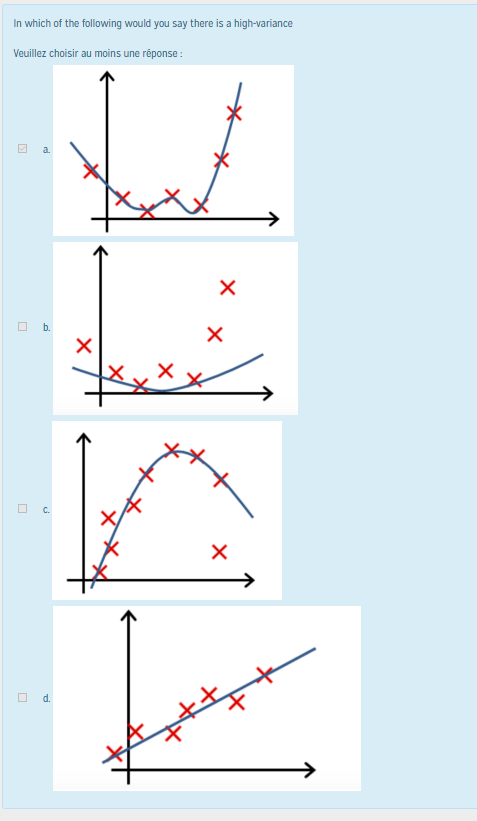 In which of the following would you say there is a high-variance
Veuillez choisir au moins une réponse :
a.
b.
c.
d.